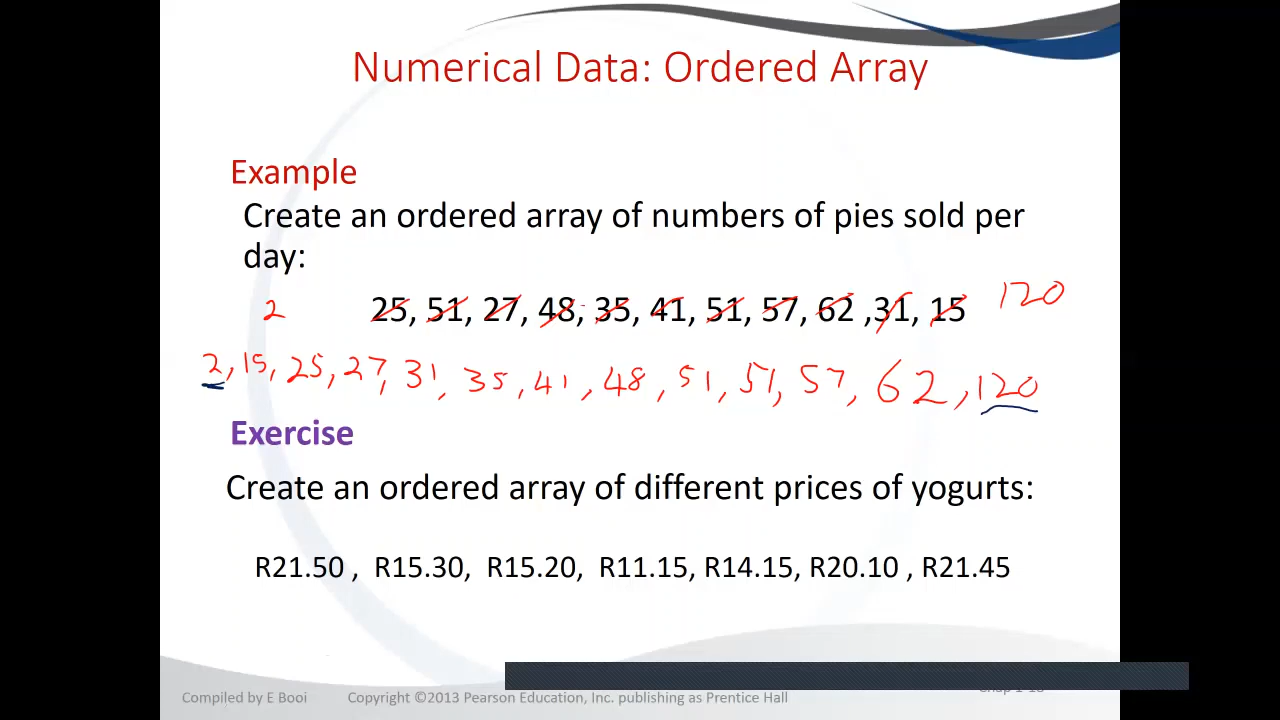 Numerical Data: Ordered Array
Example
Create an ordered array of numbers of pies sold per
day:
2 25, 51, 27, 48, 35, 41, 51, 57, 62 ,31, 15 120
2, 15, 25, 27, 31, 35, 41, 48, 51, 51, 57, 62, 120
Exercise
Create an ordered array of different prices of yogurts:
R21.50 , R15.30, R15.20, R11.15, R14.15, R20.10 , R21.45
Compiled by E Booi Copyright ©2013 Pearson Education, Inc. publishing as Prentice Hall